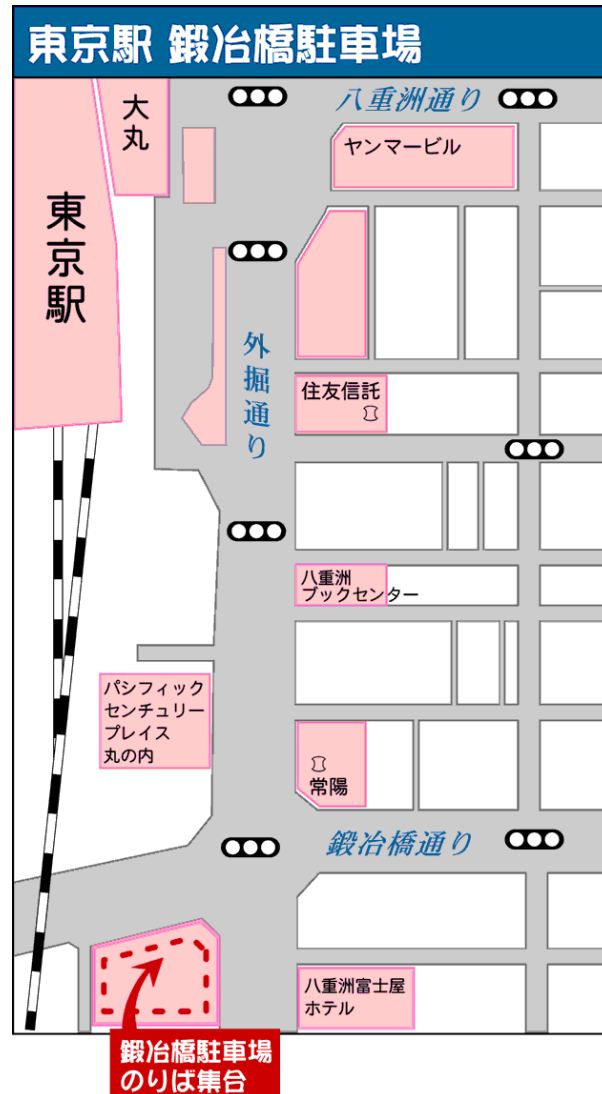 東京駅 鍛冶橋駐車場
八重洲通り
大丸
ヤンマービル
東京駅
外堀通り
住友信託
八重洲
ブックセンター
パシフィック
センチュリー
プレイス
丸の内
常陽
鍛冶橋通り
八重洲富士屋
ホテル
鍛冶橋駐車場
のりば集合